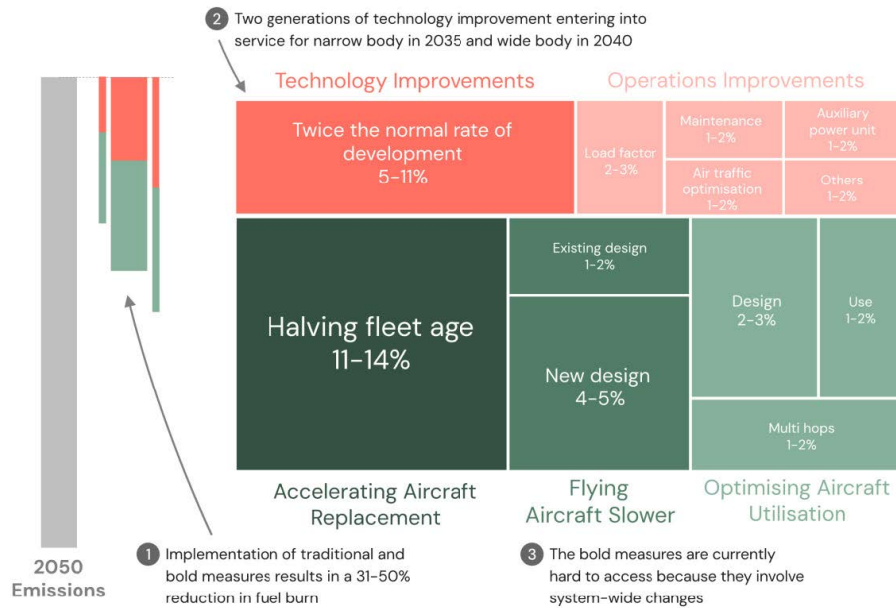 2 Two generations of technology improvement entering into
service for narrow body in 2035 and wide body in 2040
Technology Improvements
Operations Improvements
Twice the normal rate of
development
5-11%
Load factor
2-3%
Maintenance
1-2%
Auxiliary
power unit
1-2%
Air traffic
optimisation
1-2%
Others
1-2%
Halving fleet age
11-14%
Existing design
1-2%
New design
4-5%
Design
2-3%
Use
1-2%
Multi hops
1-2%
Accelerating Aircraft
Replacement
Flying
Aircraft Slower
Optimising Aircraft
Utilisation
2050
Emissions
1 Implementation of traditional and
bold measures results in a 31-50%
reduction in fuel burn
3 The bold measures are currently
hard to access because they involve
system-wide changes